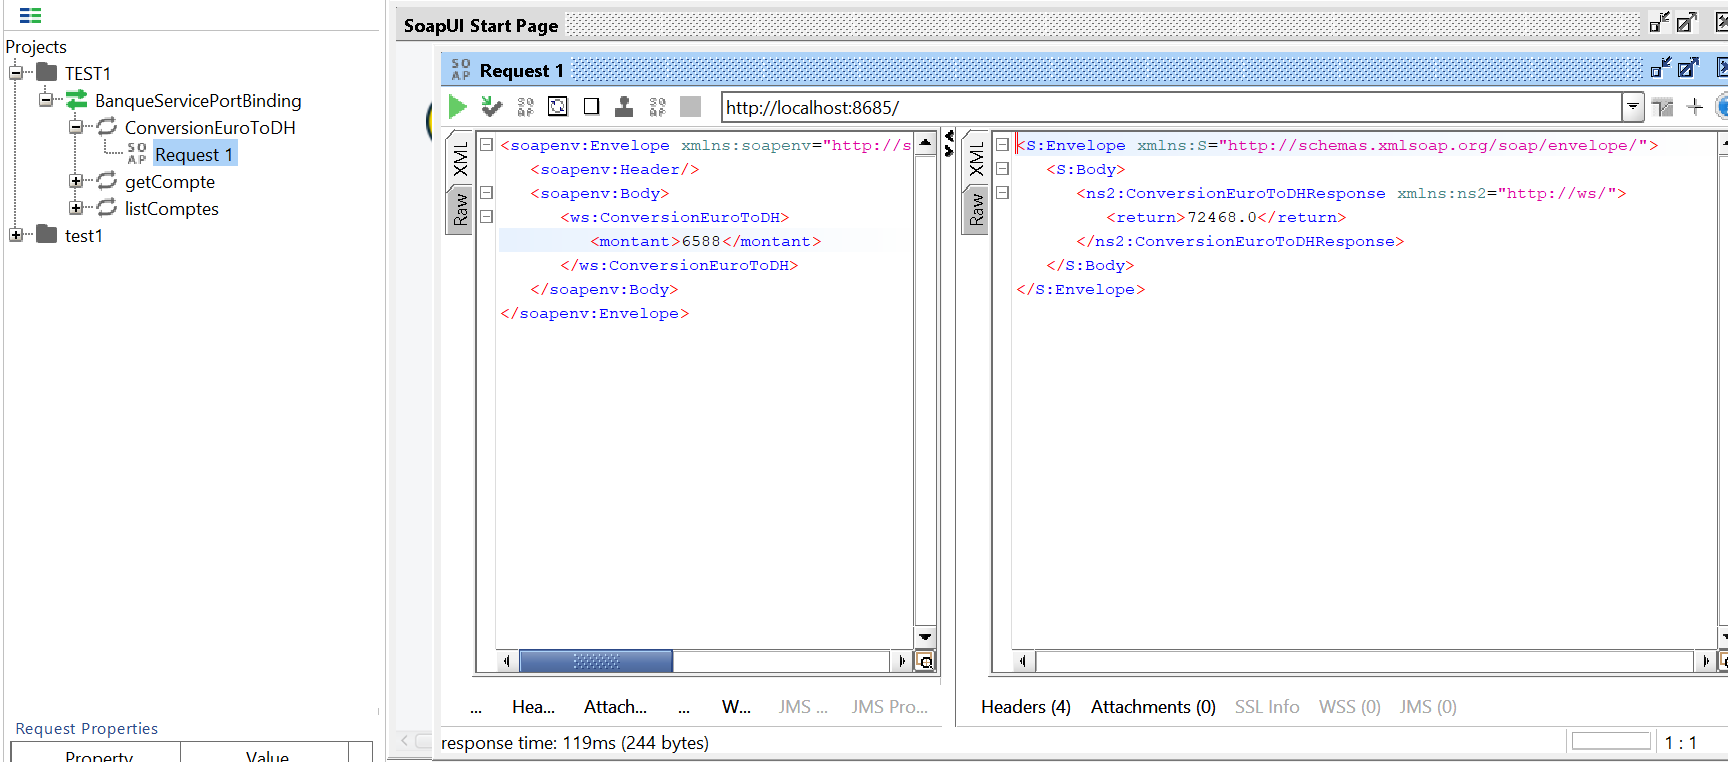 Projects
TEST1
BanqueServicePortBinding
ConversionEuroToDH
SO
AP
Request 1
getCompte
listComptes
test1
Request Properties
Property Value
SoapUI Start Page
SO
AP
Request 1
http://localhost:8685/
XML
Raw
<soapenv:Envelope xmlns:soapenv="http://s
<soapenv:Header/>
<soapenv:Body>
<ws:ConversionEuroToDH>
<montant>6588</montant>
</ws:ConversionEuroToDH>
</soapenv:Body>
</soapenv:Envelope>
... Hea... Attach... ... W... JMS ... JMS Pro...
XML
Raw
<S:Envelope xmlns:S="http://schemas.xmlsoap.org/soap/envelope/">
<S:Body>
<ns2:ConversionEuroToDHResponse xmlns:ns2="http://ws/">
<return>72468.0</return>
</ns2:ConversionEuroToDHResponse>
</S:Body>
</S:Envelope>
Headers (4) Attachments (0) SSL Info WSS (0) JMS (0)
response time: 119ms (244 bytes)
1 : 1